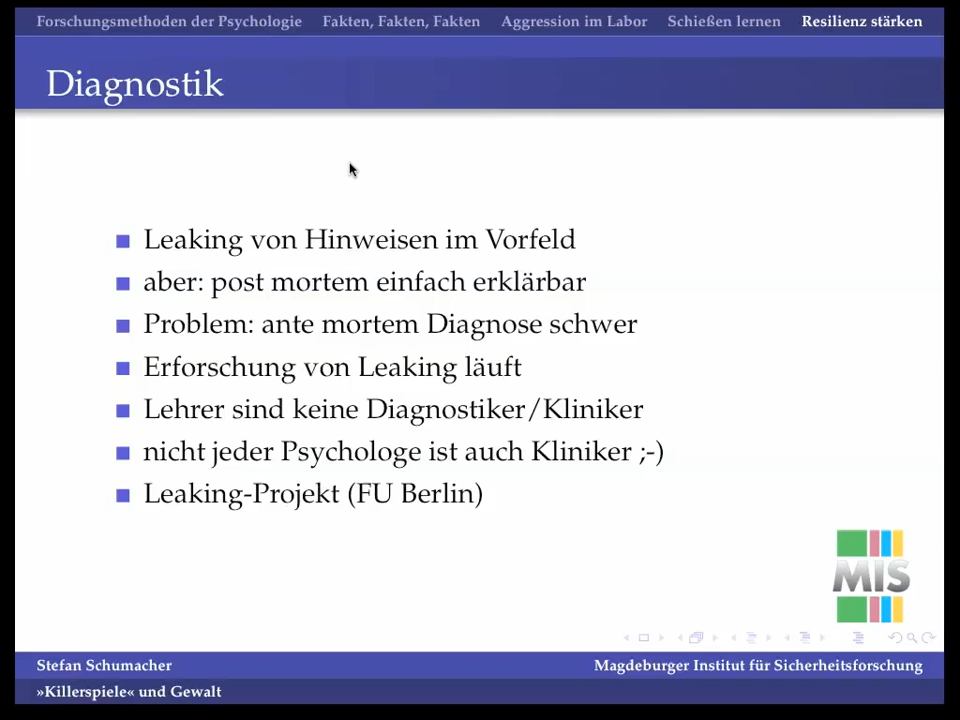 Forschungsmethoden der Psychologie Fakten, Fakten, Fakten Aggression im Labor Schießen lernen Resilienz stärken
Diagnostik
Leaking von Hinweisen im Vorfeld
aber: post mortem einfach erklärbar
Problem: ante mortem Diagnose schwer
Erforschung von Leaking läuft
Lehrer sind keine Diagnostiker/Kliniker
nicht jeder Psychologe ist auch Kliniker ;-)
Leaking-Projekt (FU Berlin)
MIS
Stefan Schumacher Magdeburger Institut für Sicherheitsforschung
»Killerspiele« und Gewalt